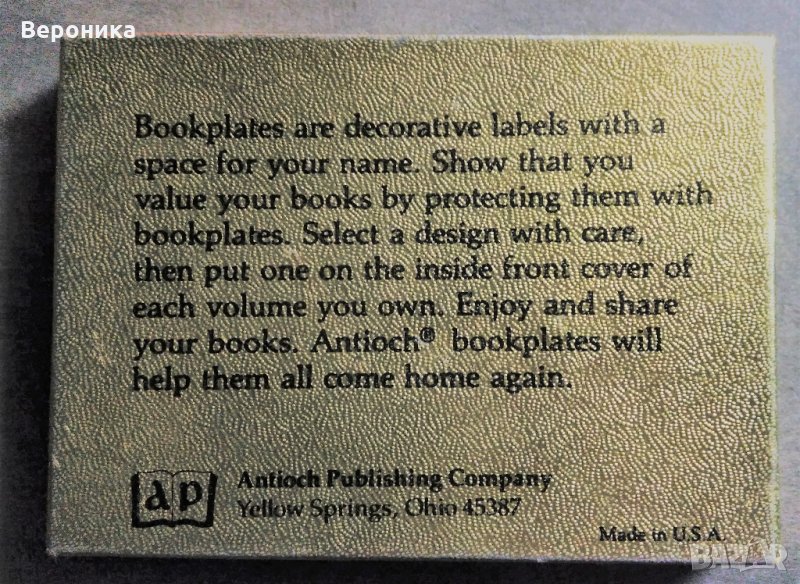 Вероника
Bookplates are decorative labels with a
space for your name. Show that you
value your books by protecting them with
bookplates. Select a design with care,
then put one on the inside front cover of
each volume you own. Enjoy and share
your books. Antioch® bookplates will
help them all come home again.
ap
Antioch Publishing Company
Yellow Springs, Ohio 45387
Made in U.S.A.
BAZAR